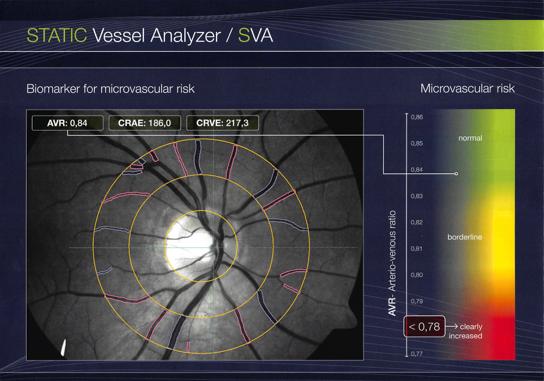 STATIC Vessel Analyzer / SVA
Biomarker for microvascular risk
Microvascular risk
AVR: 0,84
CRAE: 186,0
CRVE: 217,3
0,86
normal
0,85
0,84
0,83
0,82
borderline
0,81
0,80
0,79
< 0,78
clearly
increased
0,77
AVR- Arterio-venous ratio